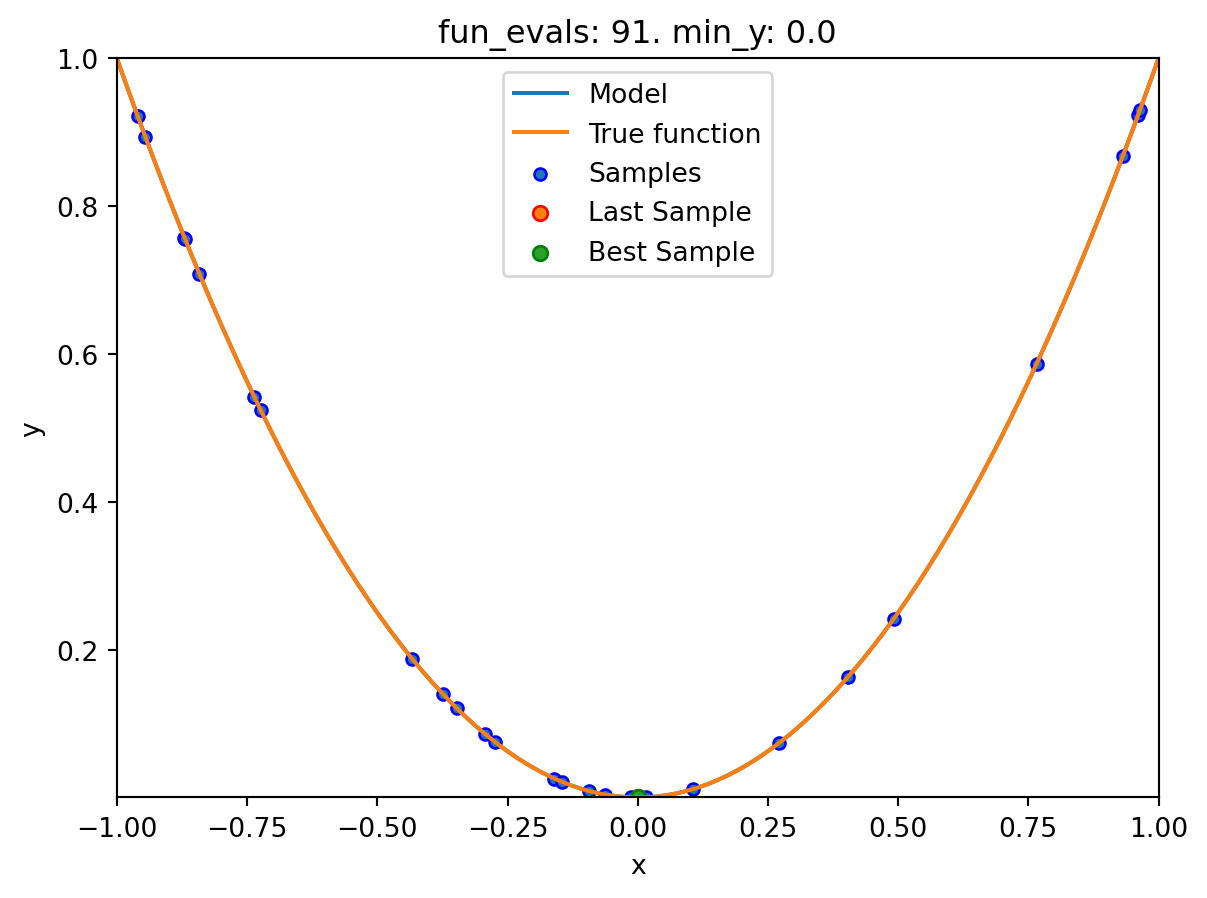 fun_evals: 91. min_y: 0.0
1.0
0.8
0.6
0.4
0.2
y
Model
True function
Samples
Last Sample
Best Sample
−1.00 −0.75 −0.50 −0.25 0.00 0.25 0.50 0.75 1.00
x